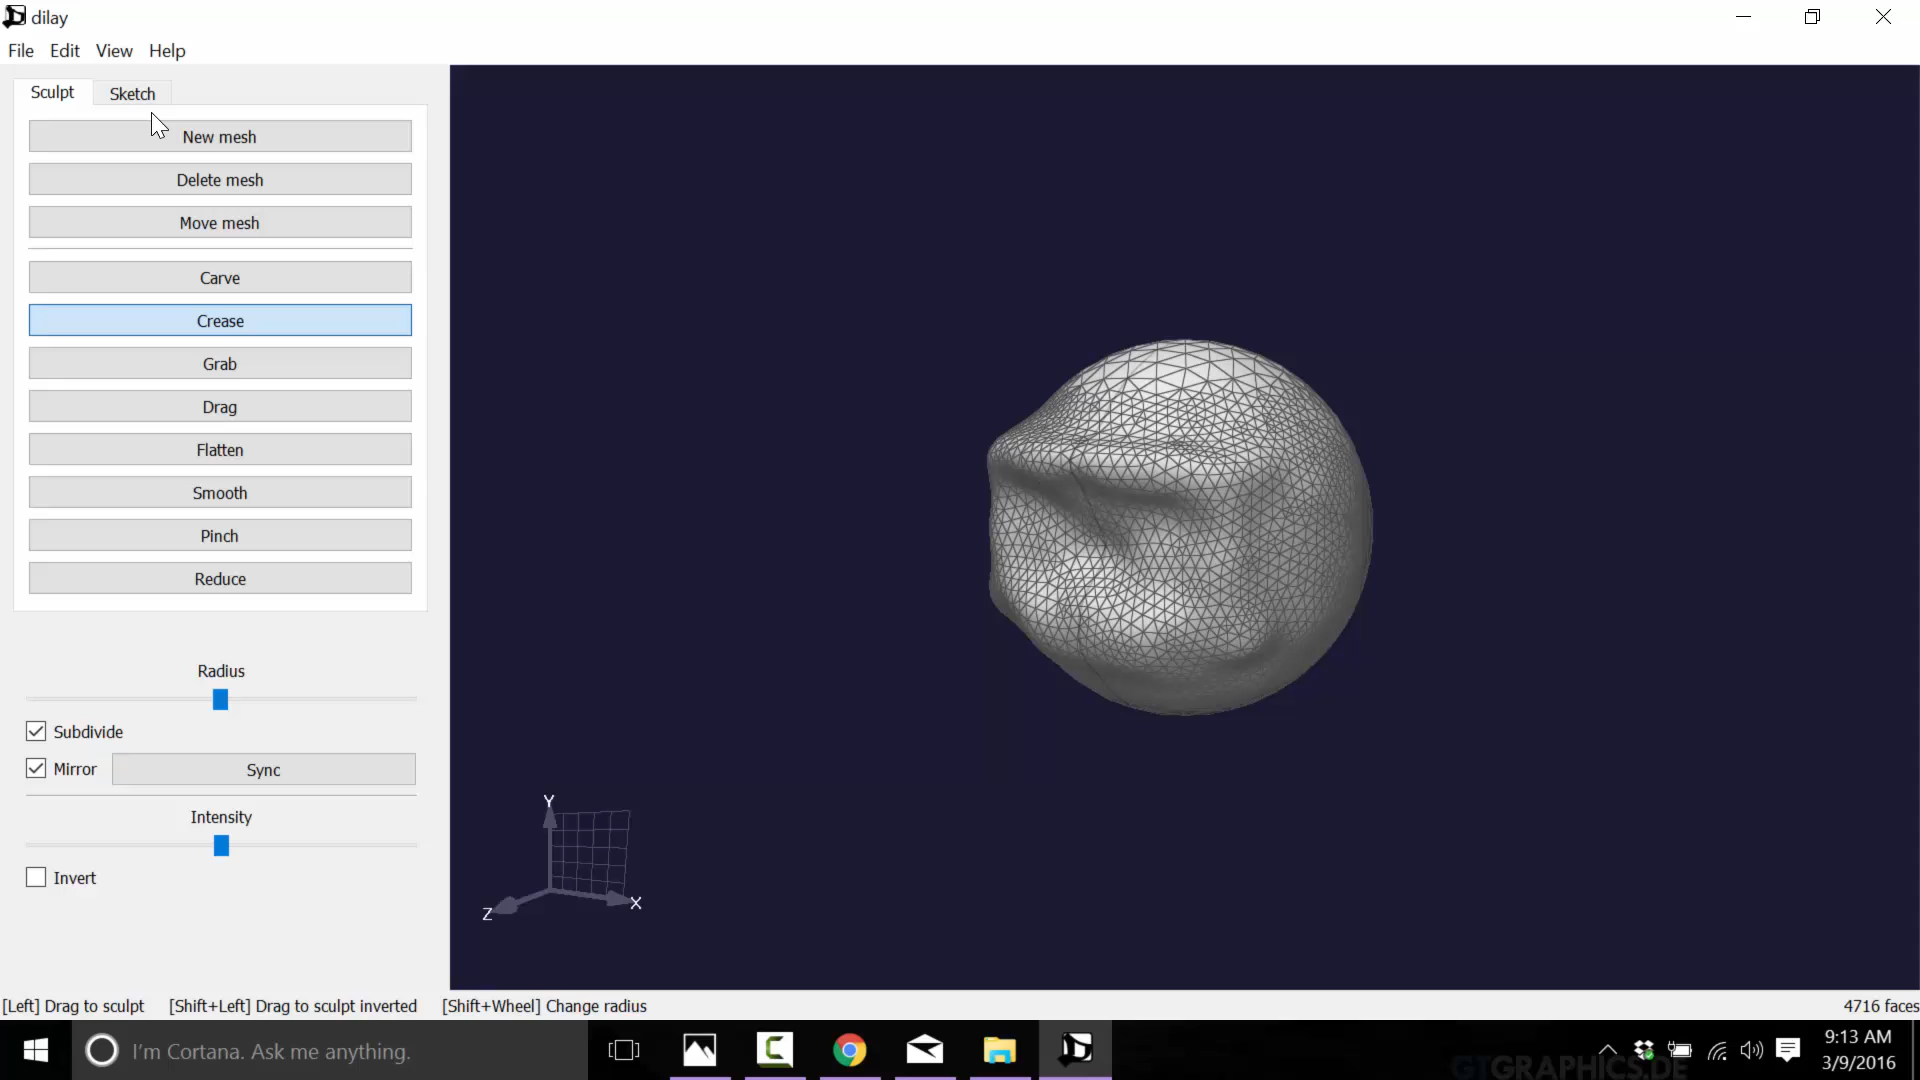 dilay
File Edit View Help
Sculpt Sketch
New mesh
Delete mesh
Move mesh
Carve
Crease
Grab
Drag
Flatten
Smooth
Pinch
Reduce
Radius
Subdivide
Mirror Sync
Intensity
Invert
Y
X
Z
[Left] Drag to sculpt [Shift+Left] Drag to sculpt inverted [Shift+Wheel] Change radius 4716 faces
I'm Cortana. Ask me anything.
9:13 AM
3/9/2016
GTGRAPHICS.DE